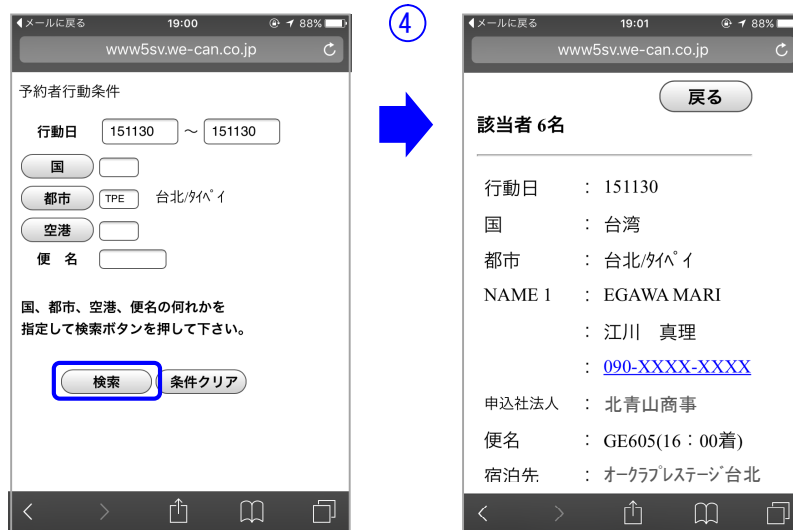 メールに戻る 19:00 88%
www5sv.we-can.co.jp
予約者行動条件
行動日 151130 ～ 151130
国
都市 TPE 台北/ﾀｲﾍﾟｲ
空港
便 名
国、都市、空港、便名の何れかを
指定して検索ボタンを押して下さい。
検索 条件クリア
④
メールに戻る 19:01 88%
www5sv.we-can.co.jp
戻る
該当者 6名
行動日 : 151130
国 : 台湾
都市 : 台北/ﾀｲﾍﾟｲ
NAME 1 : EGAWA MARI
: 江川 真理
: 090-XXXX-XXXX
申込社法人 : 北青山商事
便名 : GE605(16：00着)
宿泊先 : ｵｰｸﾗﾌﾟﾚｽﾃｰｼﾞ台北